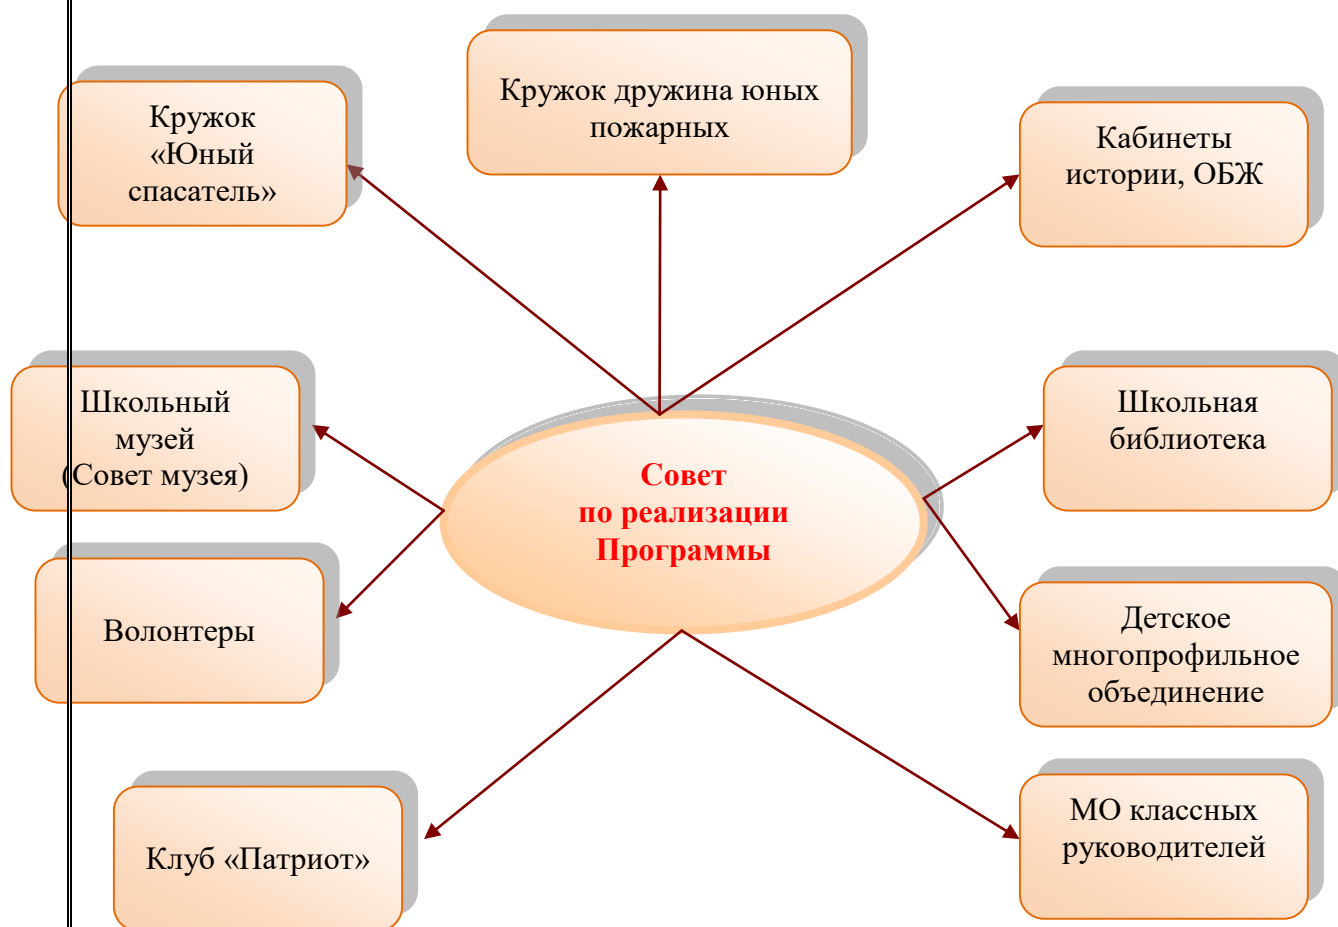 Кружок дружина юных
пожарных
Кружок
«Юный
спасатель»
Кабинеты
истории, ОБЖ
Школьный
музей
(Совет музея)
Школьная
библиотека
Совет
по реализации
Программы
Волонтеры
Детское
многопрофильное
объединение
Клуб «Патриот»
МО классных
руководителей